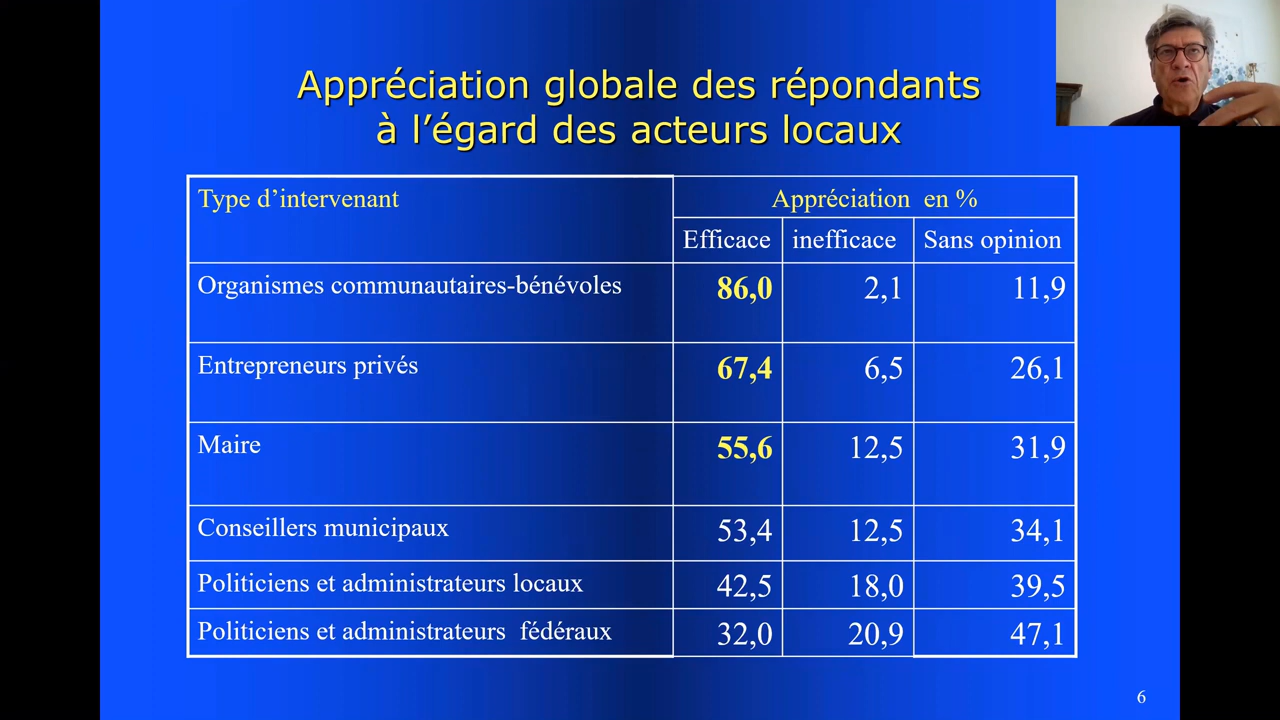 Appréciation globale des répondants
à l’égard des acteurs locaux
Type d’intervenant
Appréciation en %
Efficace inefficace Sans opinion
Organismes communautaires-bénévoles 86,0 2,1 11,9
Entrepreneurs privés 67,4 6,5 26,1
Maire 55,6 12,5 31,9
Conseillers municipaux 53,4 12,5 34,1
Politiciens et administrateurs locaux 42,5 18,0 39,5
Politiciens et administrateurs fédéraux 32,0 20,9 47,1
6